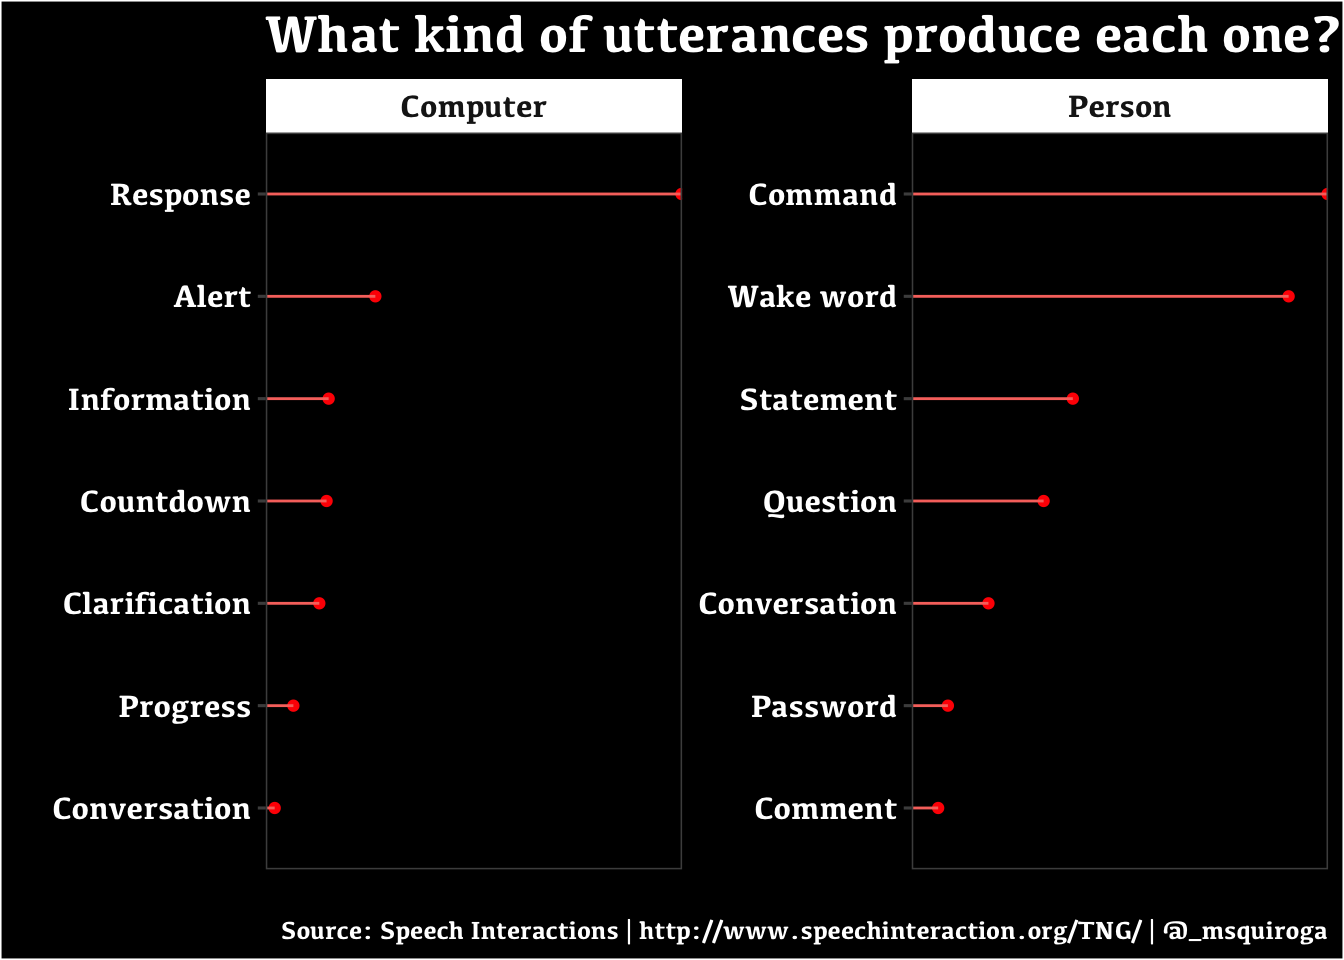 What kind of utterances produce each one?
Computer
Response
Alert
Information
Countdown
Clarification
Progress
Conversation
Person
Command
Wake word
Statement
Question
Conversation
Password
Comment
Source: Speech Interactions | http://www.speechinteraction.org/TNG/ | @_msquiroga